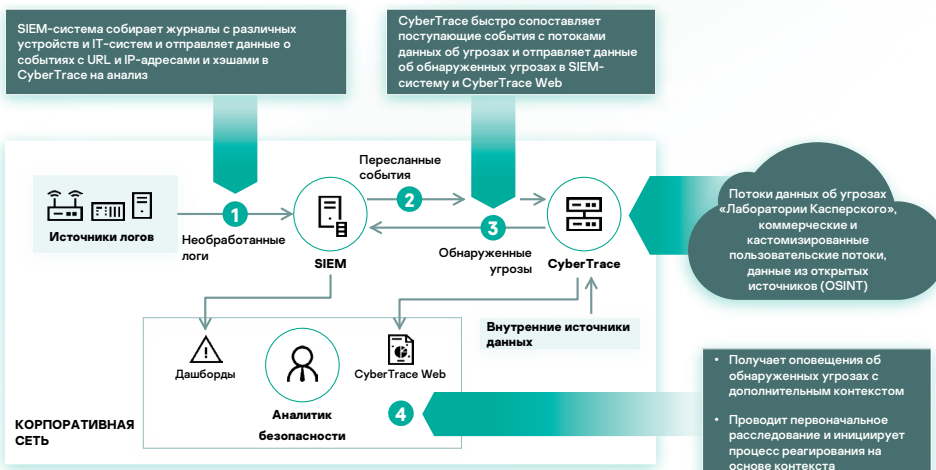 SIEM-система собирает журналы с различных
устройств и IT-систем и отправляет данные о
событиях с URL и IP-адресами и хэшами в
CyberTrace на анализ
CyberTrace быстро сопоставляет
поступающие события с потоками
данных об угрозах и отправляет данные
об обнаруженных угрозах в SIEM-
систему и CyberTrace Web
Пересланные
события
1
2
3
Источники логов
Необработанные
логи
SIEM
Обнаруженные
угрозы
CyberTrace
Потоки данных об угрозах
«Лаборатории Касперского»,
коммерческие и
кастомизированные
пользовательские потоки,
данные из открытых
источников (OSINT)
Внутренние источники
данных
Дашборды
CyberTrace Web
Аналитик
безопасности
4
КОРПОРАТИВНАЯ
СЕТЬ
• Получает оповещения об
обнаруженных угрозах с
дополнительным контекстом
• Проводит первоначальное
расследование и инициирует
процесс реагирования на
основе контекста